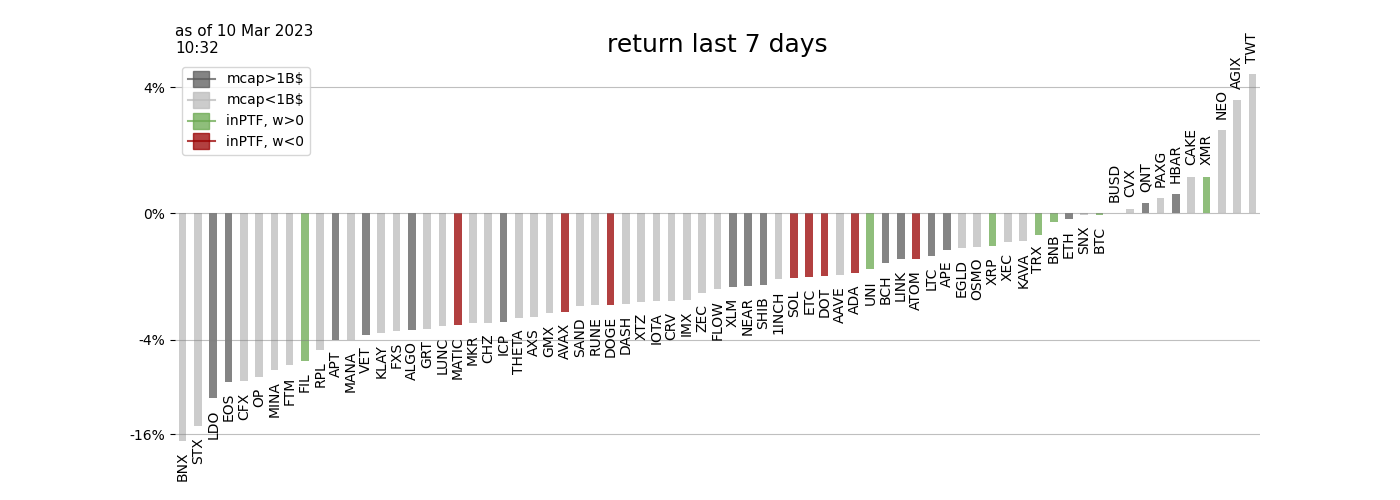 as of 10 Mar 2023
10:32
return last 7 days
mcap>1B$
mcap<1B$
inPTF, w>0
inPTF, w<0
4%
0%
-4%
-16%
BNX
STX
LDO
EOS
CFX
OP
MINA
FTM
FIL
RPL
APT
MANA
VET
KLAY
FXS
ALGO
GRT
LUNC
MATIC
MKR
CHZ
ICP
THETA
AXS
GMX
AVAX
SAND
RUNE
DOGE
DASH
XTZ
IOTA
CRV
IMX
ZEC
FLOW
XLM
NEAR
SHIB
1INCH
SOL
ETC
DOT
AAVE
ADA
UNI
BCH
LINK
ATOM
LTC
APE
EGLD
OSMO
XRP
XEC
KAVA
TRX
BNB
ETH
SNX
BTC
BUSD
CVX
QNT
PAXG
HBAR
CAKE
XMR
NEO
AGIX
TWT